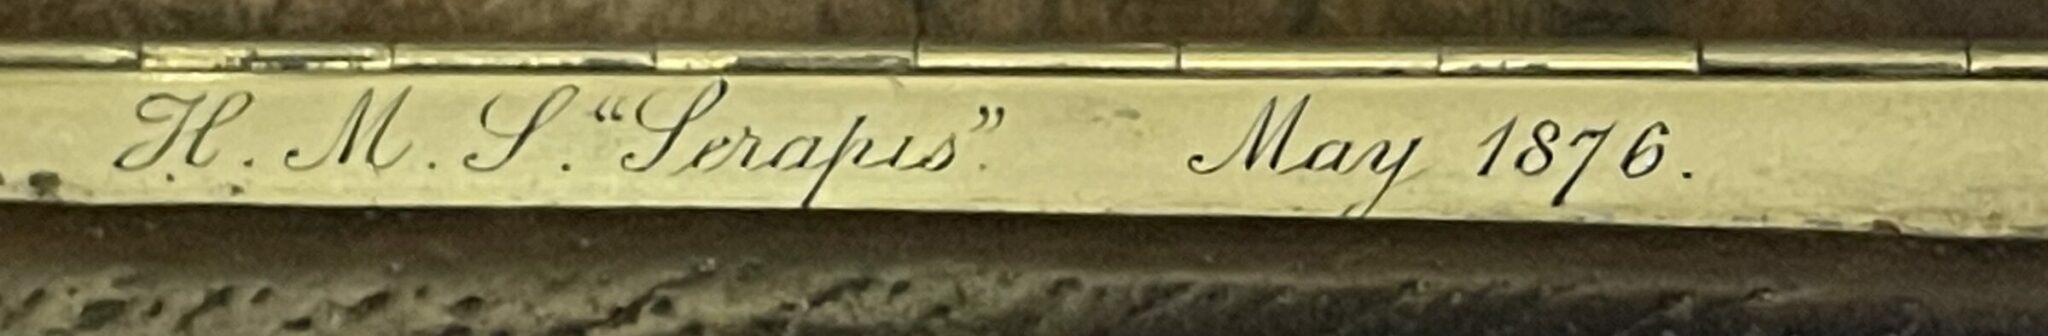 H. M. S. "Serapis". May 1876.